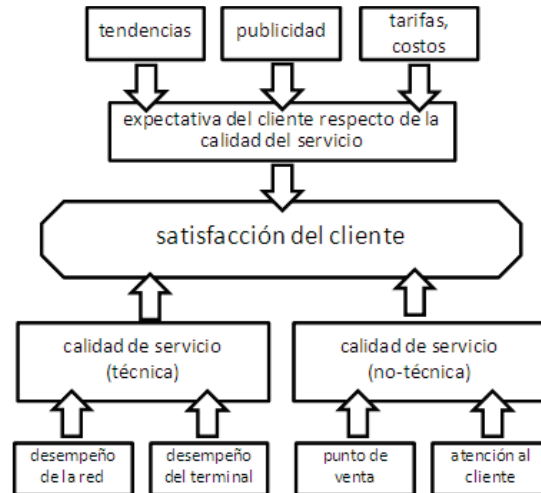 tendencias
publicidad
tarifas,
costos
expectativa del cliente respecto de la
calidad del servicio
satisfacción del cliente
calidad de servicio
(técnica)
calidad de servicio
(no-técnica)
desempeño
de la red
desempeño
del terminal
punto de
venta
atención al
cliente